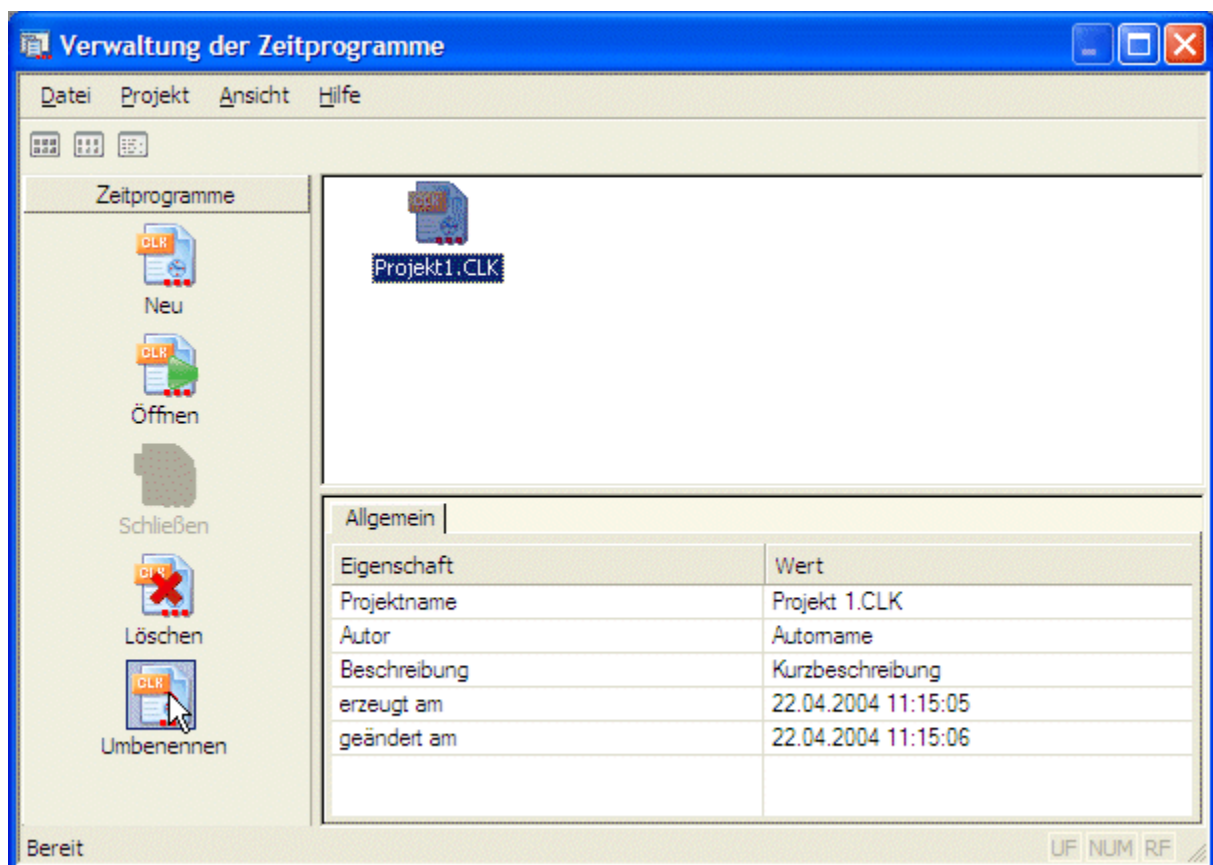 Verwaltung der Zeitprogramme
Datei Projekt Ansicht Hilfe
Zeitprogramme
CLK
Neu
CLK
Öffnen
Schließen
CLK
Löschen
CLK
Umbenennen
CLK
Projekt1.CLK
Allgemein
Eigenschaft Wert
Projektname Projekt 1.CLK
Autor Autorname
Beschreibung Kurzbeschreibung
erzeugt am 22.04.2004 11:15:05
geändert am 22.04.2004 11:15:06
Bereit UF NUM RF